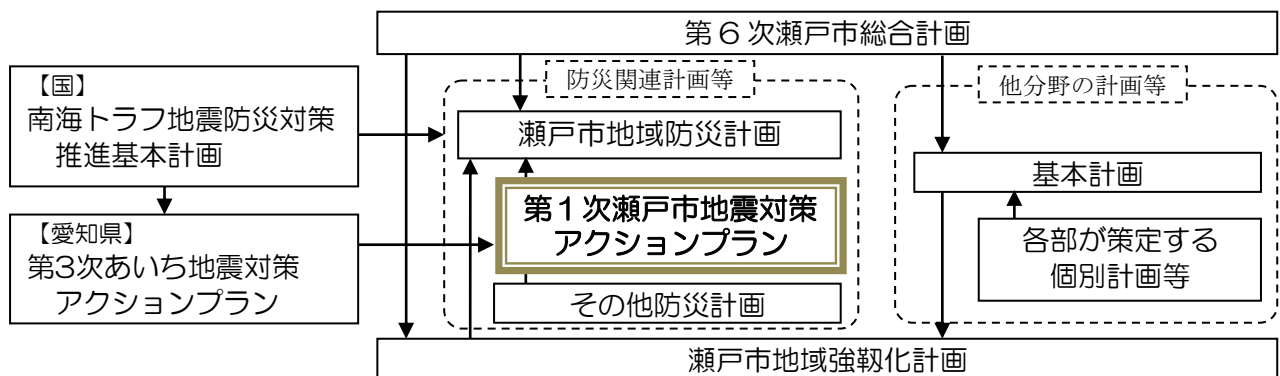 第６次瀬戸市総合計画
【国】
南海トラフ地震防災対策
推進基本計画
【愛知県】
第3次あいち地震対策
アクションプラン
防災関連計画等
瀬戸市地域防災計画
第１次瀬戸市地震対策
アクションプラン
その他防災計画
他分野の計画等
基本計画
各部が策定する
個別計画等
瀬戸市地域強靱化計画